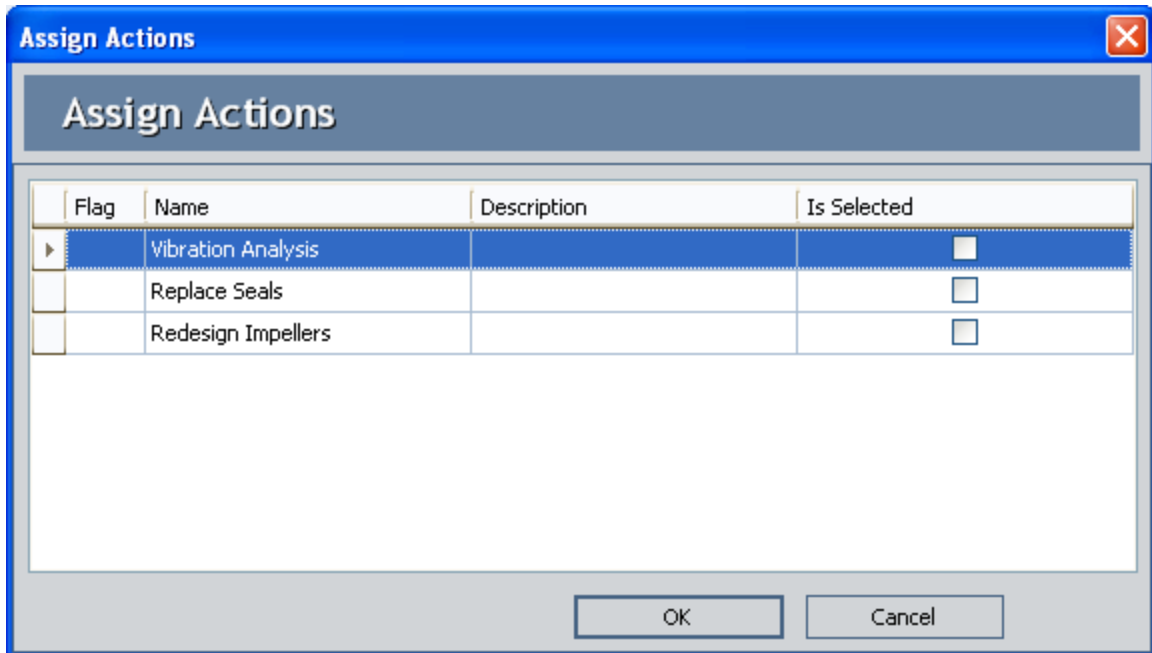 Assign Actions
Assign Actions
Flag Name Description Is Selected
Vibration Analysis
Replace Seals
Redesign Impellers
OK Cancel